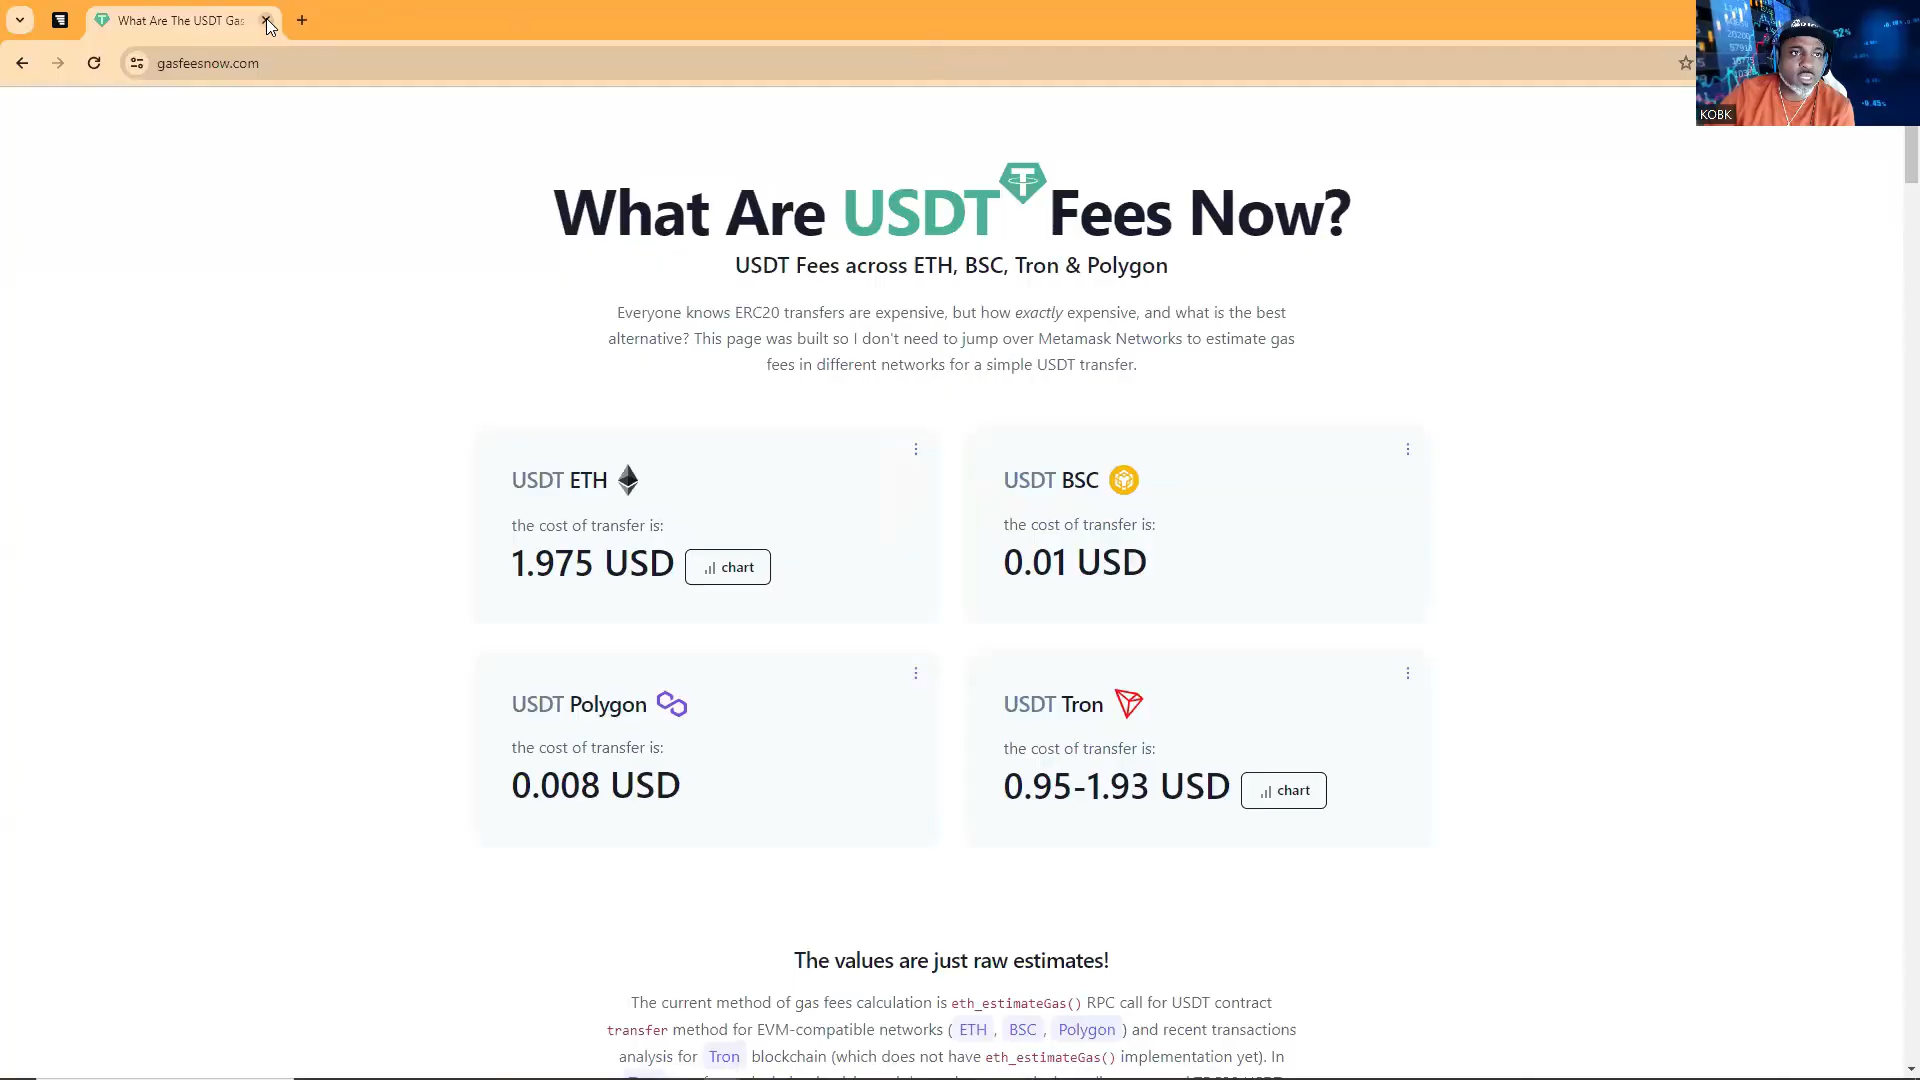 What Are The USDT Gas
gasfeesnow.com
KOBK
What Are USDT Fees Now?
USDT Fees across ETH, BSC, Tron & Polygon
Everyone knows ERC20 transfers are expensive, but how exactly expensive, and what is the best
alternative? This page was built so I don't need to jump over Metamask Networks to estimate gas
fees in different networks for a simple USDT transfer.
USDT ETH
the cost of transfer is:
1.975 USD chart
USDT BSC
the cost of transfer is:
0.01 USD
USDT Polygon
the cost of transfer is:
0.008 USD
USDT Tron
the cost of transfer is:
0.95-1.93 USD chart
The values are just raw estimates!
The current method of gas fees calculation is eth_estimateGas() RPC call for USDT contract
transfer method for EVM-compatible networks ( ETH , BSC , Polygon ) and recent transactions
analysis for Tron blockchain (which does not have eth_estimateGas() implementation yet). In